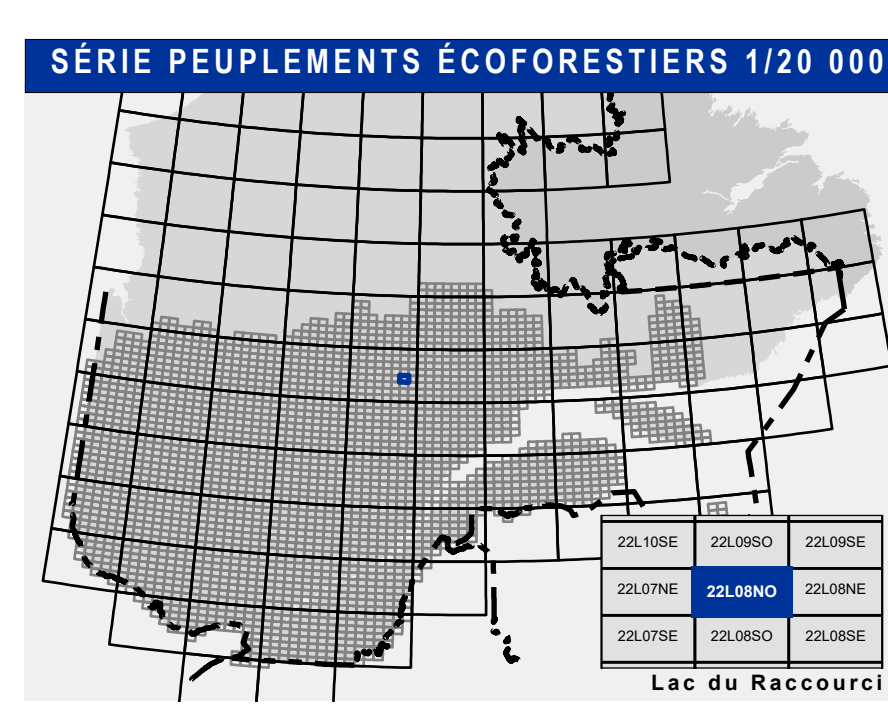 SÉRIE PEUPLEMENTS ÉCOFORESTIERS 1/20 000
22L10SE 22L09SO 22L09SE
22L07NE 22L08NO 22L08NE
22L07SE 22L08SO 22L08SE
Lac du Raccourci